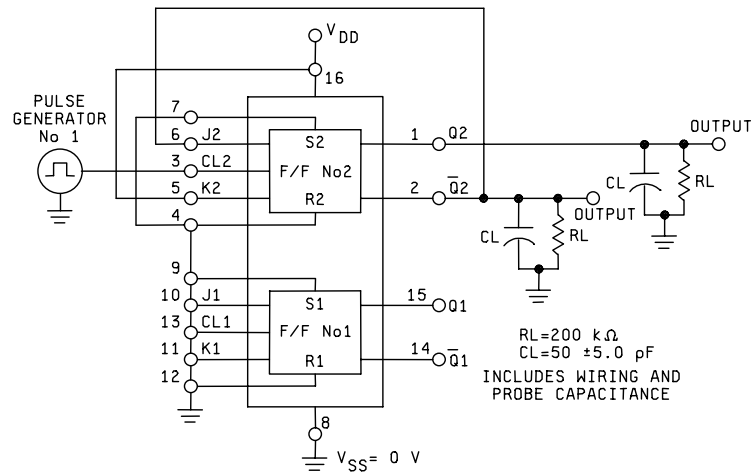 V DD
16
PULSE
GENERATOR
No 1
7
6 J2
3 CL2
5 K2
4
S2
F/F No2
R2
1 Q2
2 Q̅2
OUTPUT
CL RL
OUTPUT
CL RL
9
10 J1
13 CL1
11 K1
12
S1
F/F No1
R1
15 Q1
14 Q̅1
8
VSS= 0 V
RL=200 kΩ
CL=50 ±5.0 pF
INCLUDES WIRING AND
PROBE CAPACITANCE